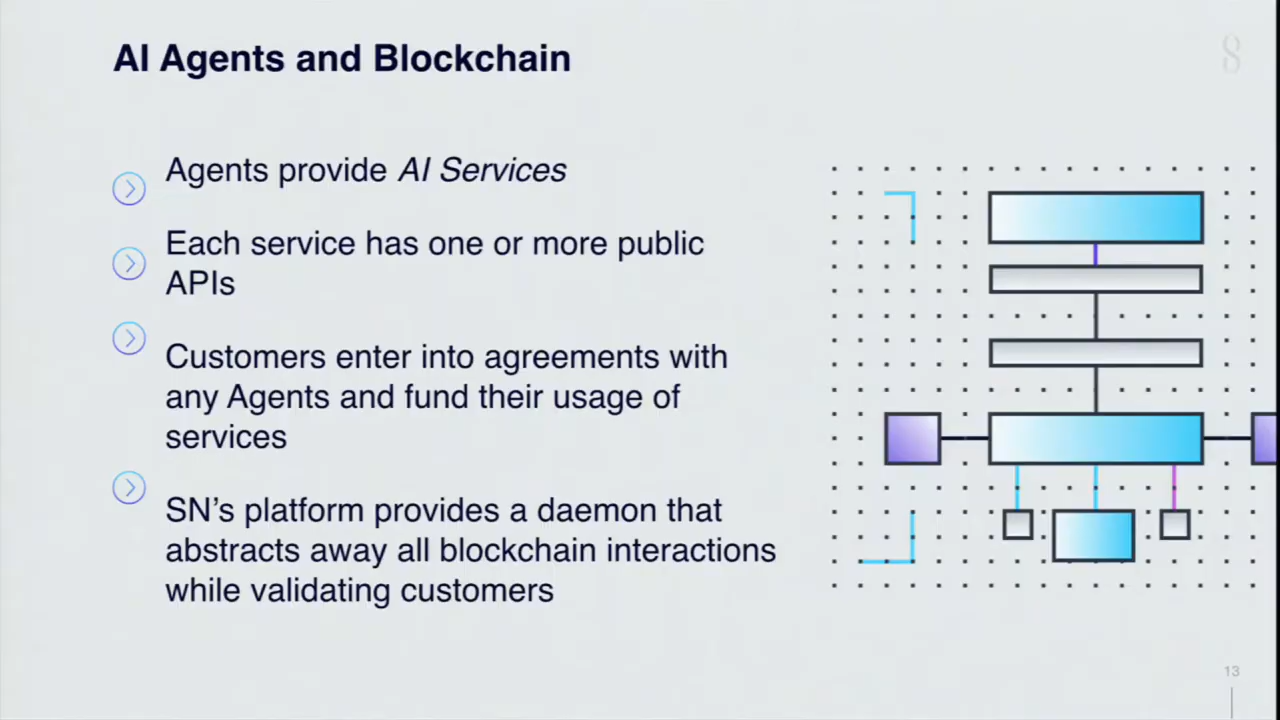 AI Agents and Blockchain
Agents provide AI Services
Each service has one or more public
APIs
Customers enter into agreements with
any Agents and fund their usage of
services
SN’s platform provides a daemon that
abstracts away all blockchain interactions
while validating customers
13